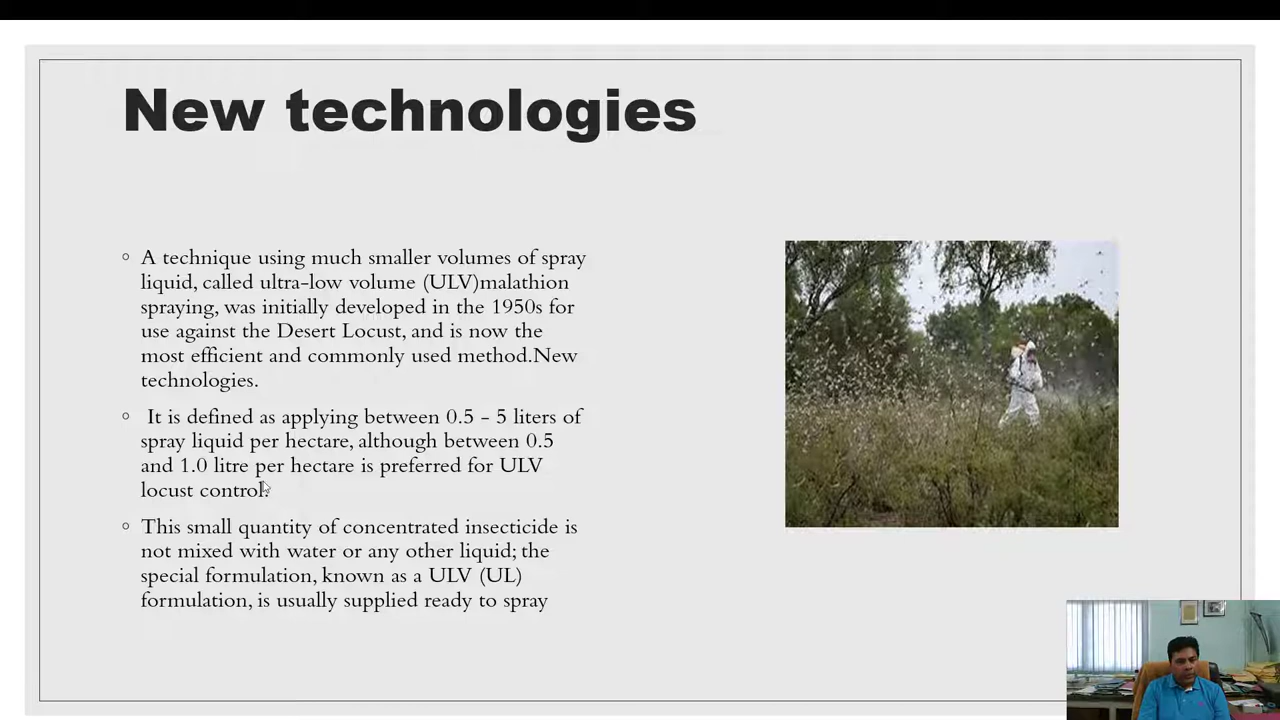 New technologies
◦ A technique using much smaller volumes of spray
liquid, called ultra-low volume (ULV)malathion
spraying, was initially developed in the 1950s for
use against the Desert Locust, and is now the
most efficient and commonly used method.New
technologies.
◦ It is defined as applying between 0.5 - 5 liters of
spray liquid per hectare, although between 0.5
and 1.0 litre per hectare is preferred for ULV
locust control.
◦ This small quantity of concentrated insecticide is
not mixed with water or any other liquid; the
special formulation, known as a ULV (UL)
formulation, is usually supplied ready to spray